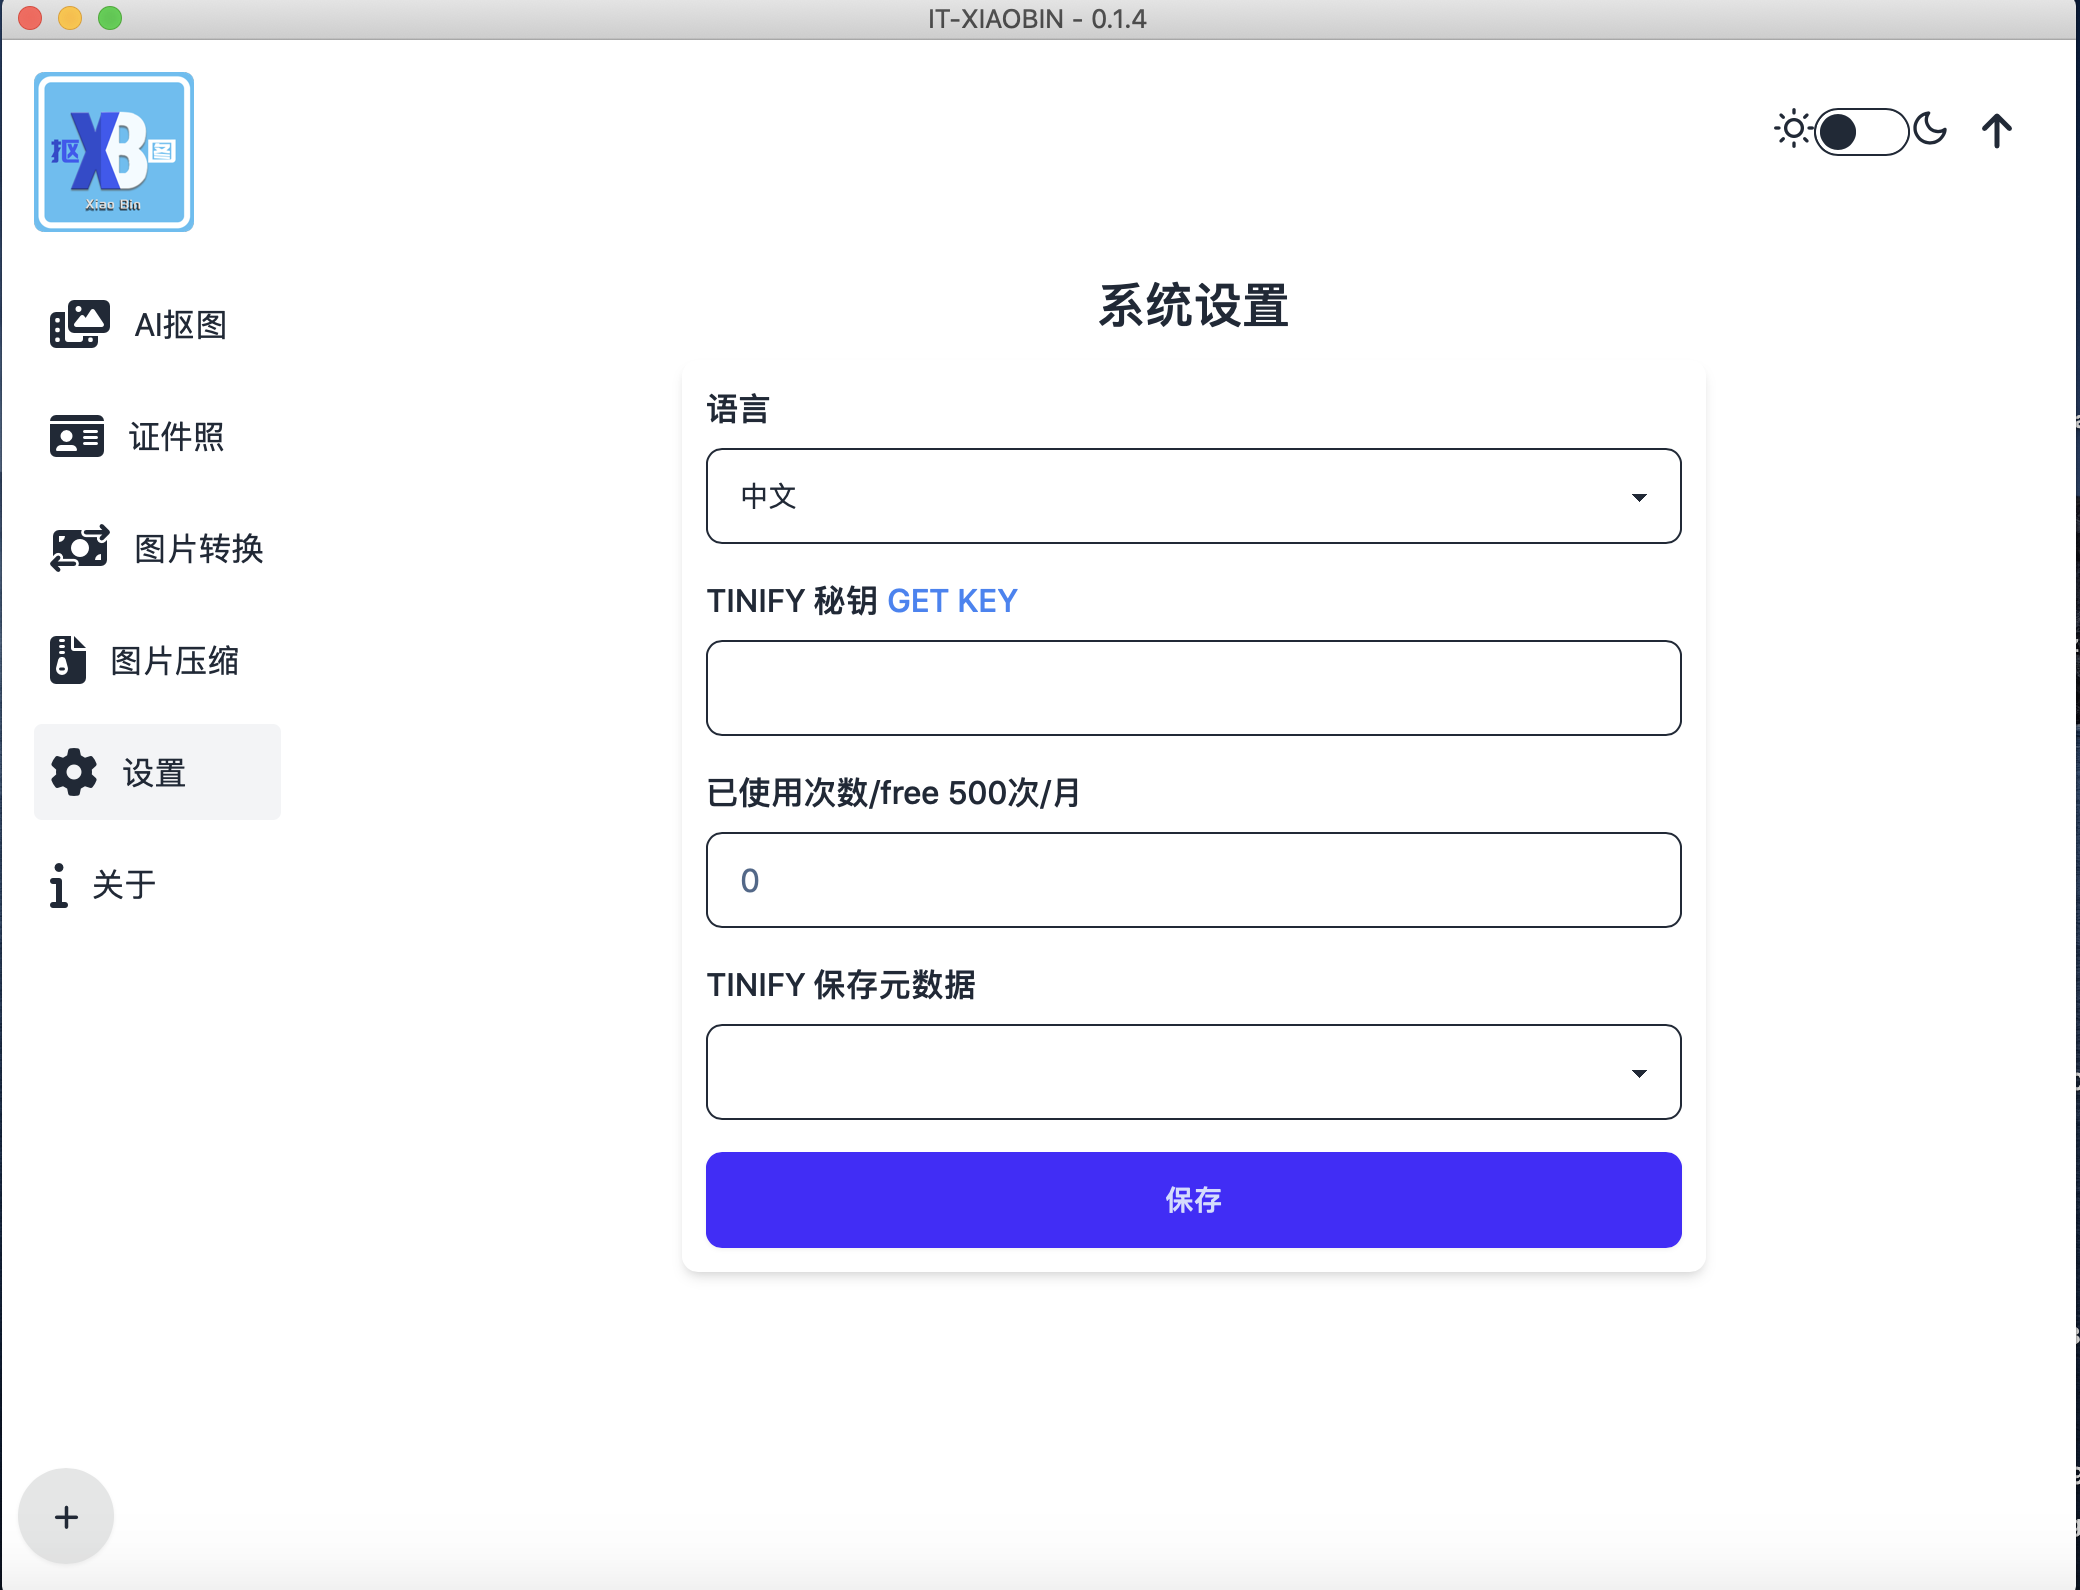 IT-XIAOBIN - 0.1.4
抠XB图
Xiao Bin
AI抠图
证件照
图片转换
图片压缩
设置
关于
系统设置
语言
中文
TINIFY 秘钥 GET KEY
已使用次数/free 500次/月
0
TINIFY 保存元数据
保存